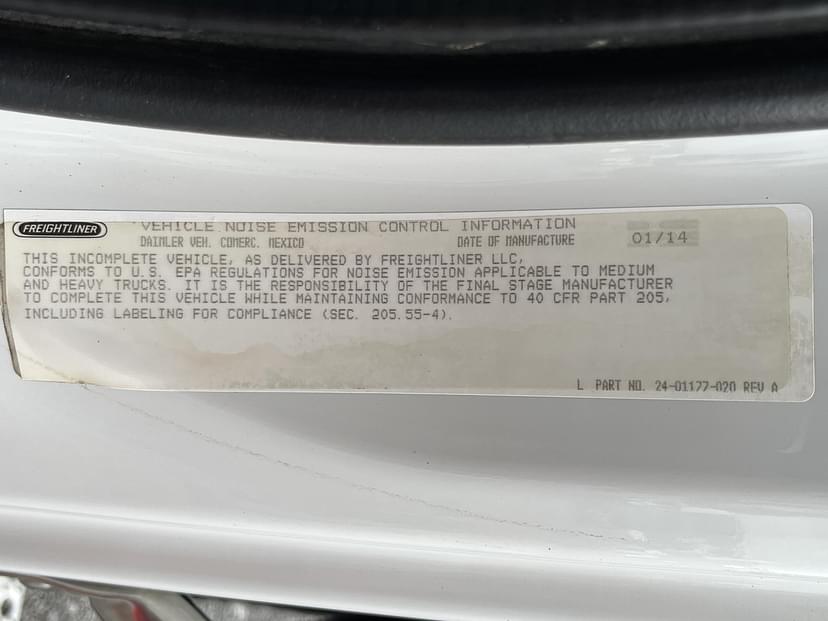 FREIGHTLINER VEHICLE NOISE EMISSION CONTROL INFORMATION
DAIMLER VEH. COMERC. MEXICO DATE OF MANUFACTURE 01/14
THIS INCOMPLETE VEHICLE, AS DELIVERED BY FREIGHTLINER LLC,
CONFORMS TO U.S. EPA REGULATIONS FOR NOISE EMISSION APPLICABLE TO MEDIUM
AND HEAVY TRUCKS. IT IS THE RESPONSIBILITY OF THE FINAL STAGE MANUFACTURER
TO COMPLETE THIS VEHICLE WHILE MAINTAINING CONFORMANCE TO 40 CFR PART 205,
INCLUDING LABELING FOR COMPLIANCE (SEC. 205.55-4).
L PART NO. 24-01177-020 REV A